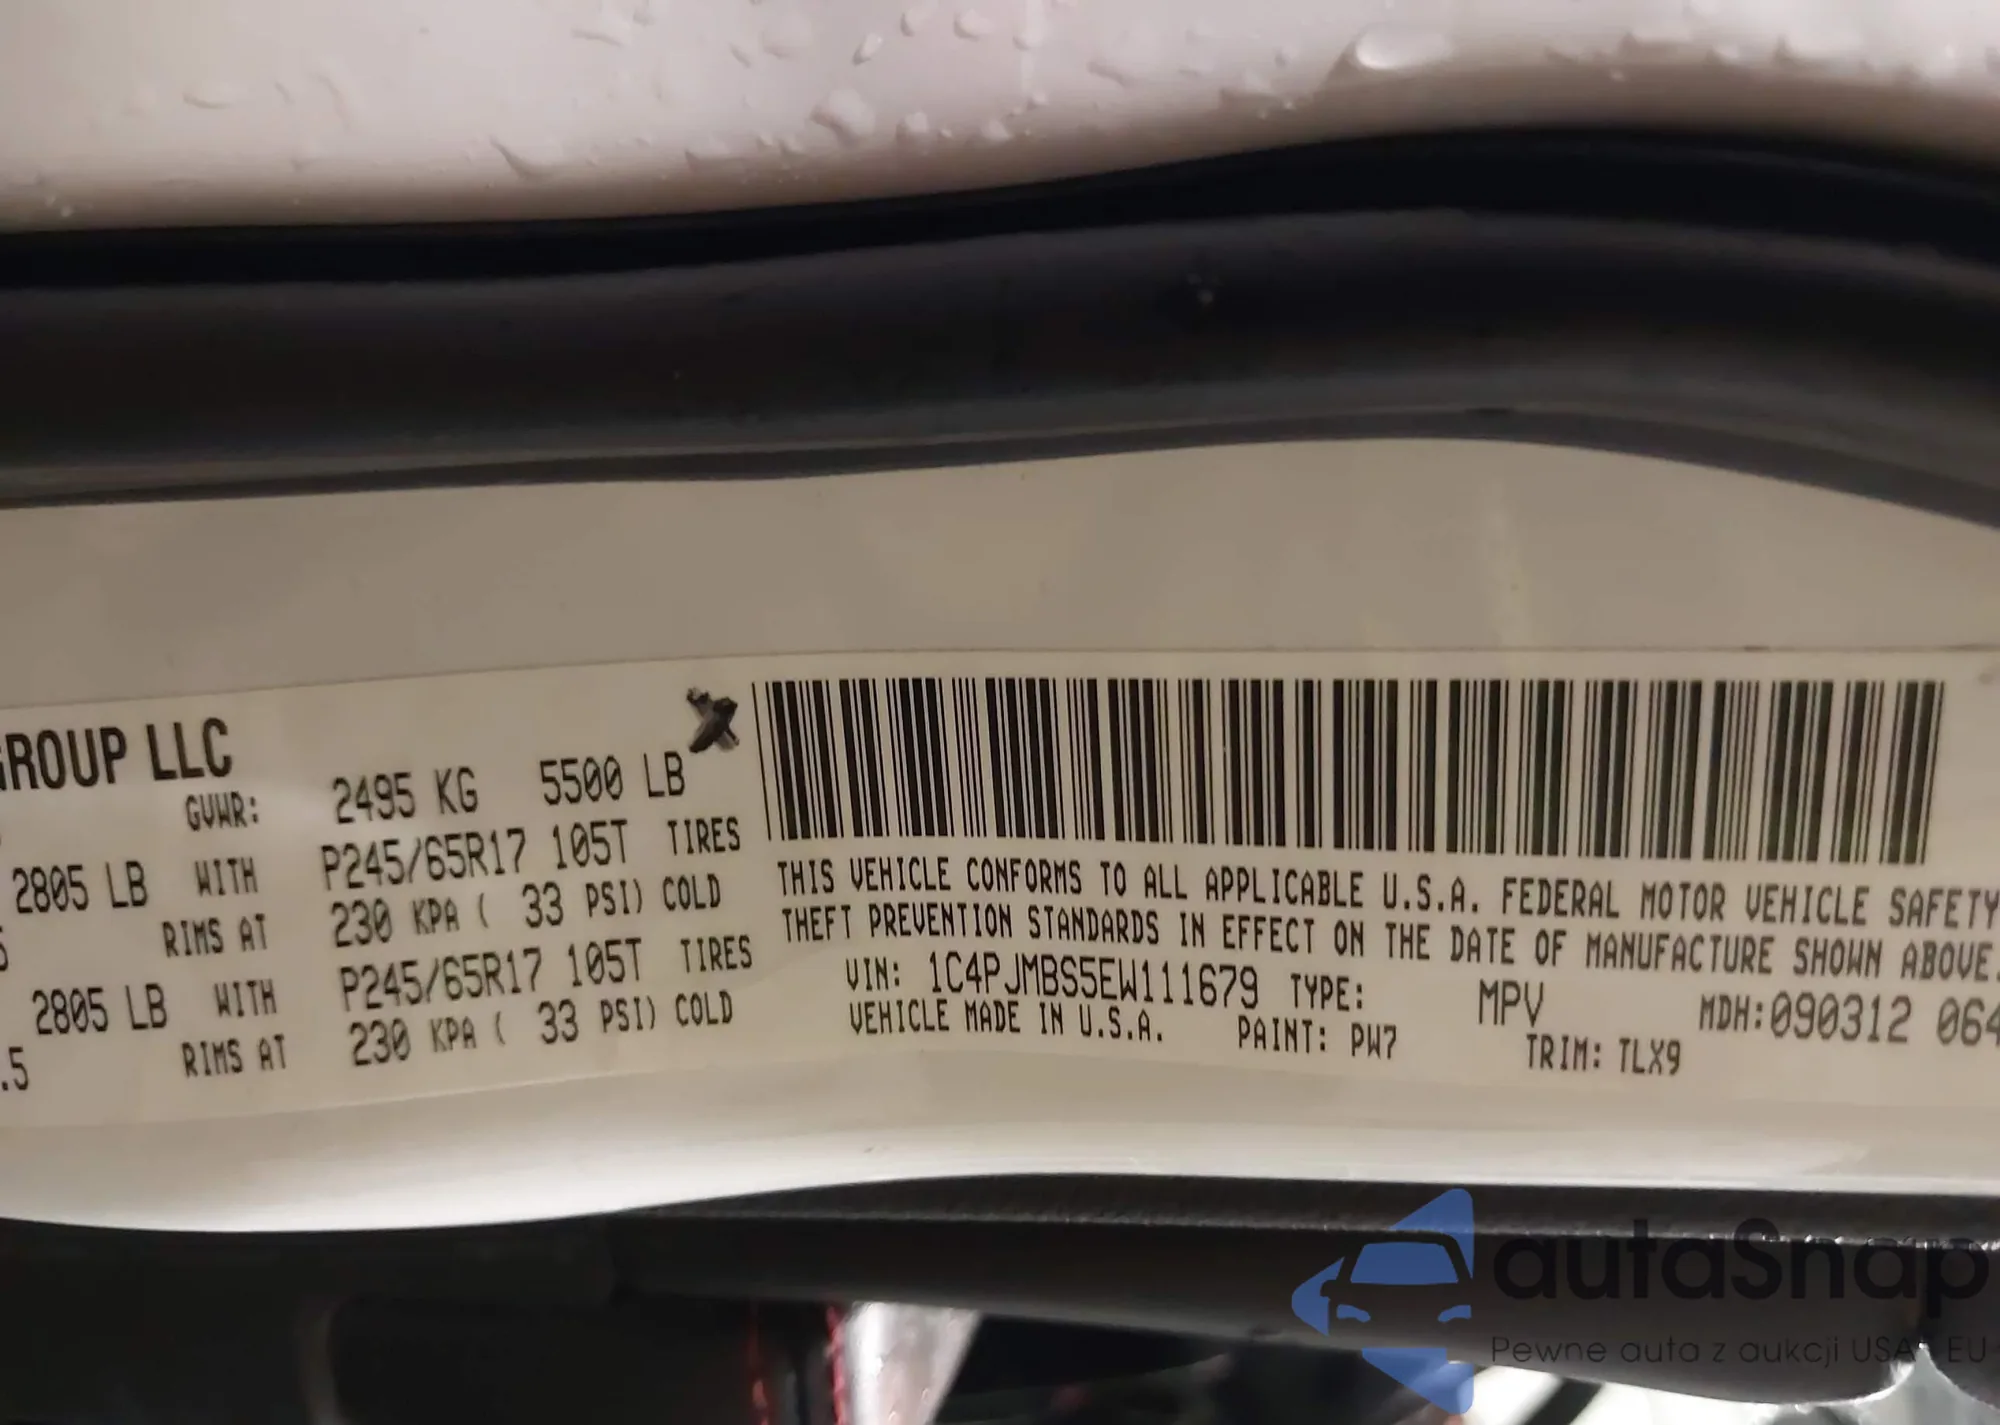 GROUP LLC
GVWR: 2495 KG 5500 LB
2805 LB WITH P245/65R17 105T TIRES
RIMS AT 230 KPA ( 33 PSI) COLD
2805 LB WITH P245/65R17 105T TIRES
.5 RIMS AT 230 KPA ( 33 PSI) COLD
THIS VEHICLE CONFORMS TO ALL APPLICABLE U.S.A. FEDERAL MOTOR VEHICLE SAFETY
THEFT PREVENTION STANDARDS IN EFFECT ON THE DATE OF MANUFACTURE SHOWN ABOVE.
VIN: 1C4PJMBS5EW111679 TYPE: MPV MDH:090312 064
VEHICLE MADE IN U.S.A. PAINT: PW7 TRIM: TLX9
autaSnap
Pewne auta z aukcji USA EU